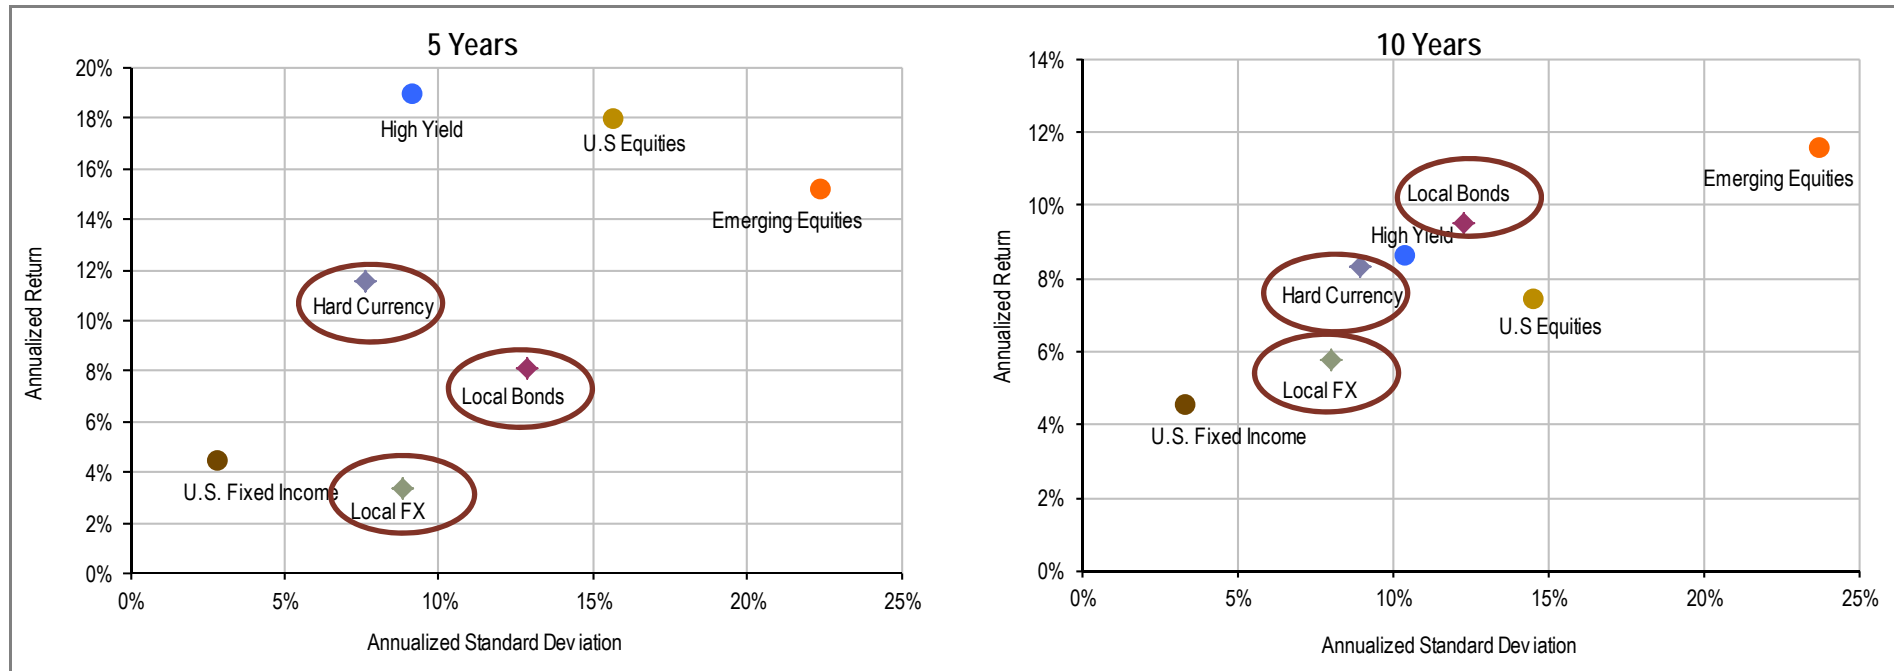 5 Years
20%
18%
16%
14%
12%
10%
8%
6%
4%
2%
0%
0%
5%
10%
15%
20%
25%
Annualized Return
Annualized Standard Deviation
High Yield
U.S Equities
Emerging Equities
Hard Currency
Local Bonds
U.S. Fixed Income
Local FX
10 Years
14%
12%
10%
8%
6%
4%
2%
0%
0%
5%
10%
15%
20%
25%
Annualized Return
Annualized Standard Deviation
Emerging Equities
Local Bonds
High Yield
Hard Currency
U.S Equities
Local FX
U.S. Fixed Income